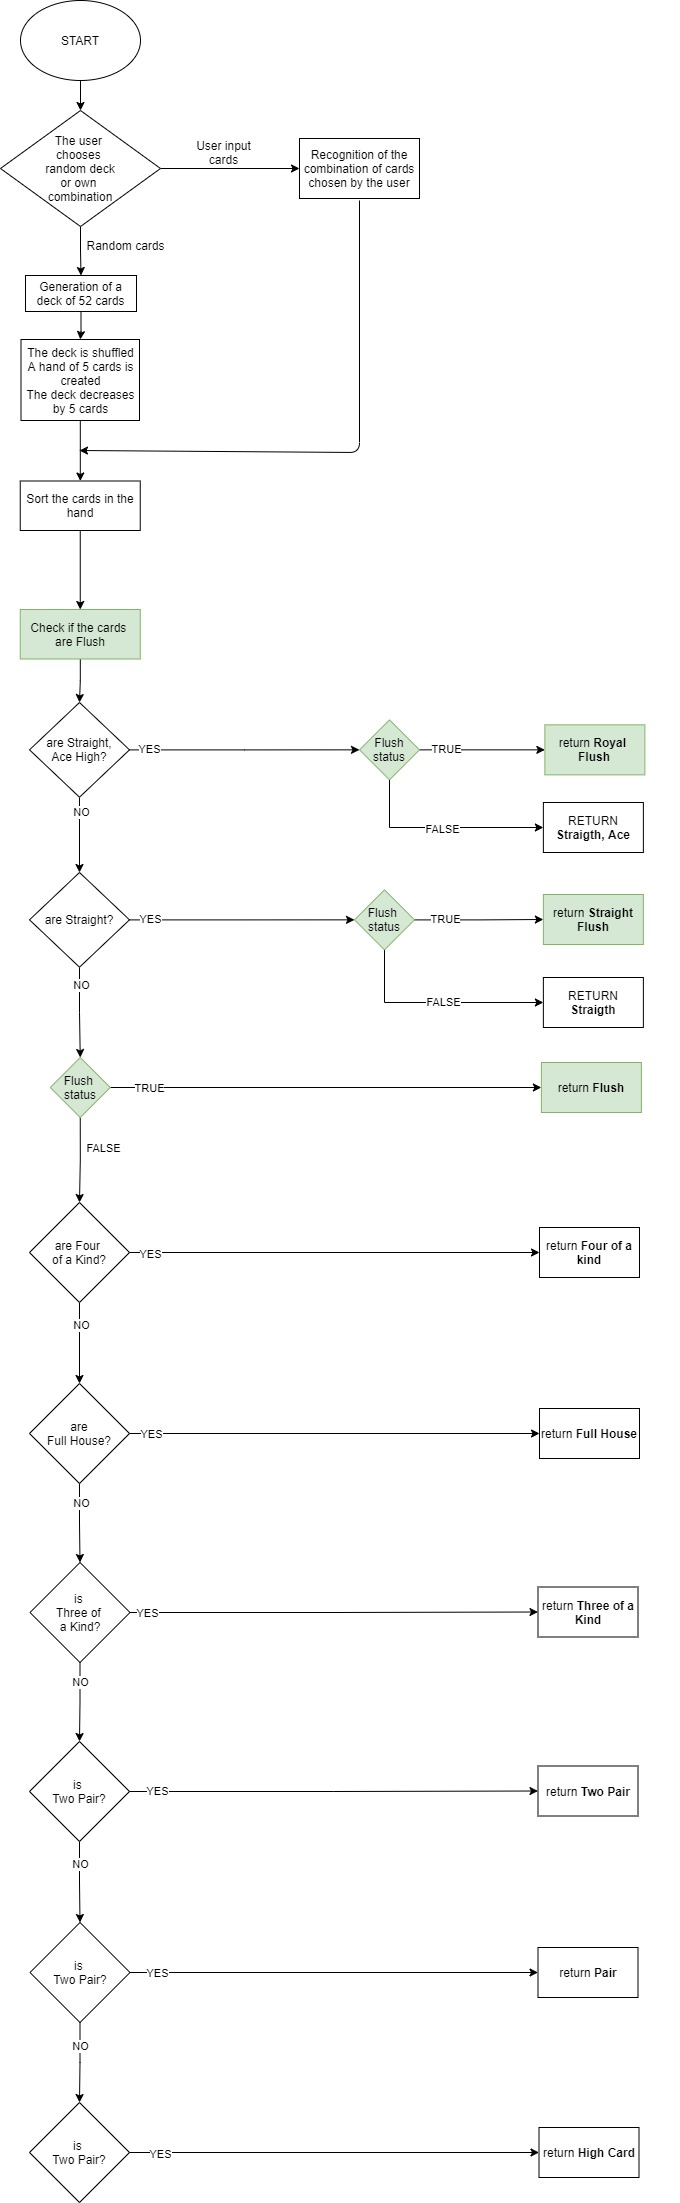 START
The user
chooses
random deck
or own
combination
User input
cards
Recognition of the
combination of cards
chosen by the user
Random cards
Generation of a
deck of 52 cards
The deck is shuffled
A hand of 5 cards is
created
The deck decreases
by 5 cards
Sort the cards in the
hand
Check if the cards
are Flush
are Straight,
Ace High?
YES
Flush
status
TRUE
return Royal
Flush
NO
FALSE
RETURN
Straigth, Ace
are Straight?
YES
Flush
status
TRUE
return Straight
Flush
NO
FALSE
RETURN
Straigth
Flush
status
TRUE
return Flush
FALSE
are Four
of a Kind?
YES
return Four of a
kind
NO
are
Full House?
YES
return Full House
NO
is
Three of
a Kind?
YES
return Three of a
Kind
NO
is
Two Pair?
YES
return Two Pair
NO
is
Two Pair?
YES
return Pair
NO
is
Two Pair?
YES
return High Card